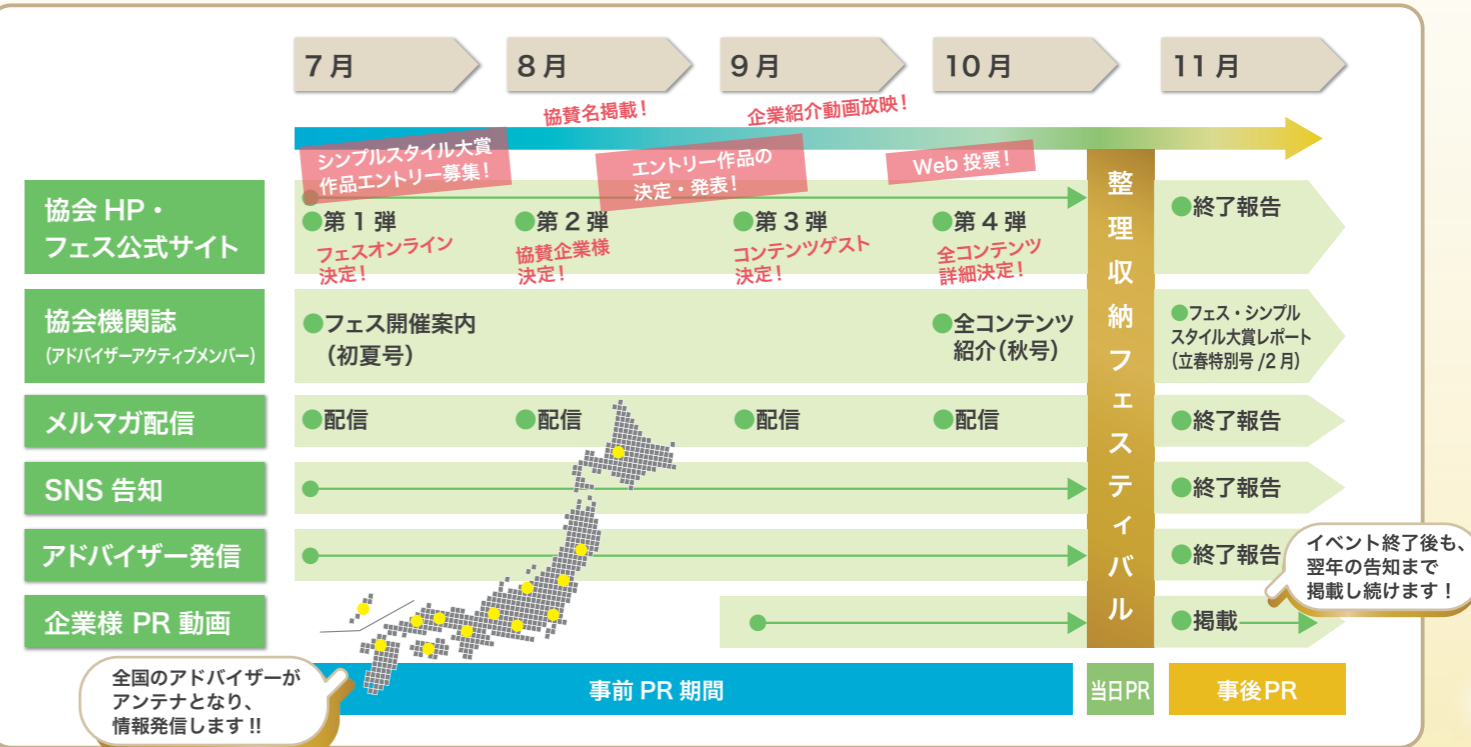 7月
8月
9月
10月
11月
協賛名掲載！
企業紹介動画放映！
シンプルスタイル大賞
作品エントリー募集！
エントリー作品の
決定・発表！
Web 投票！
協会 HP・
フェス公式サイト
●第1弾
フェスオンライン
決定！
●第2弾
協賛企業様
決定！
●第3弾
コンテンツゲスト
決定！
●第4弾
全コンテンツ
詳細決定！
●終了報告
協会機関誌
(アドバイザーアクティブメンバー)
●フェス開催案内
(初夏号)
●全コンテンツ
紹介(秋号)
●フェス・シンプル
スタイル大賞レポート
(立春特別号 /2月)
メルマガ配信
●配信
●配信
●配信
●配信
●終了報告
SNS 告知
●終了報告
アドバイザー発信
●終了報告
企業様 PR 動画
●掲載
整理収納フェスティバル
イベント終了後も、
翌年の告知まで
掲載し続けます！
全国のアドバイザーが
アンテナとなり、
情報発信します !!
事前 PR 期間
当日PR
事後PR